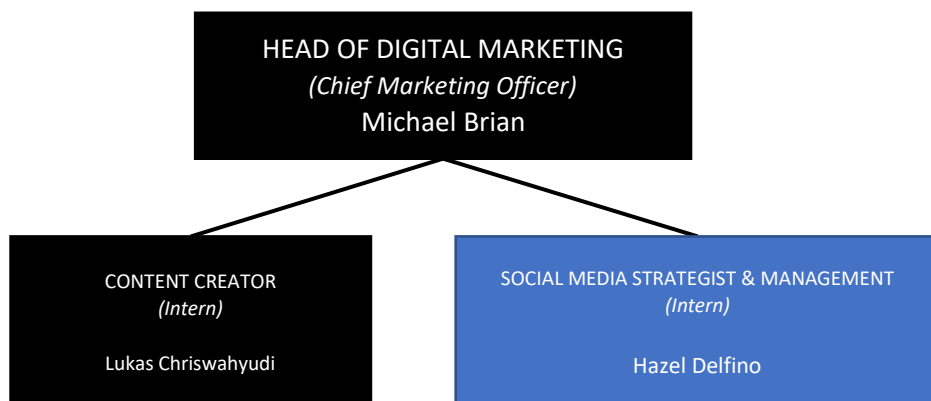 HEAD OF DIGITAL MARKETING
(Chief Marketing Officer)
Michael Brian
CONTENT CREATOR
(Intern)
Lukas Chriswahyudi
SOCIAL MEDIA STRATEGIST & MANAGEMENT
(Intern)
Hazel Delfino